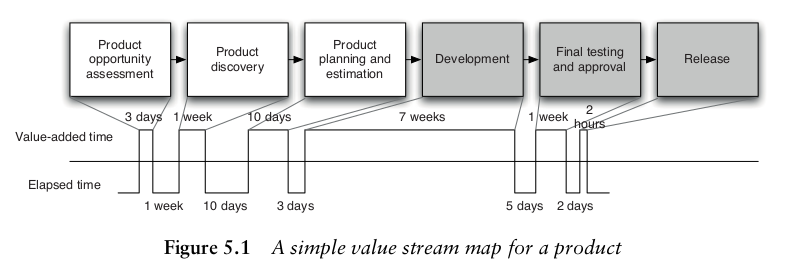 Product
opportunity
assessment
Product
discovery
Product
planning and
estimation
Development
Final testing
and approval
Release
3 days
1 week
10 days
7 weeks
1 week
2
hours
Value-added time
Elapsed time
1 week
10 days
3 days
5 days
2 days
Figure 5.1 A simple value stream map for a product